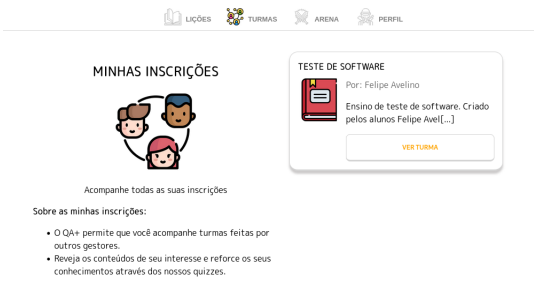 LIÇÕES TURMAS ARENA PERFIL
MINHAS INSCRIÇÕES
Acompanhe todas as suas inscrições
Sobre as minhas inscrições:
• O QA+ permite que você acompanhe turmas feitas por
outros gestores.
• Reveja os conteúdos de seu interesse e reforce os seus
conhecimentos através dos nossos quizzes.
TESTE DE SOFTWARE
Por: Felipe Avelino
Ensino de teste de software. Criado
pelos alunos Felipe Avel[...]
VER TURMA